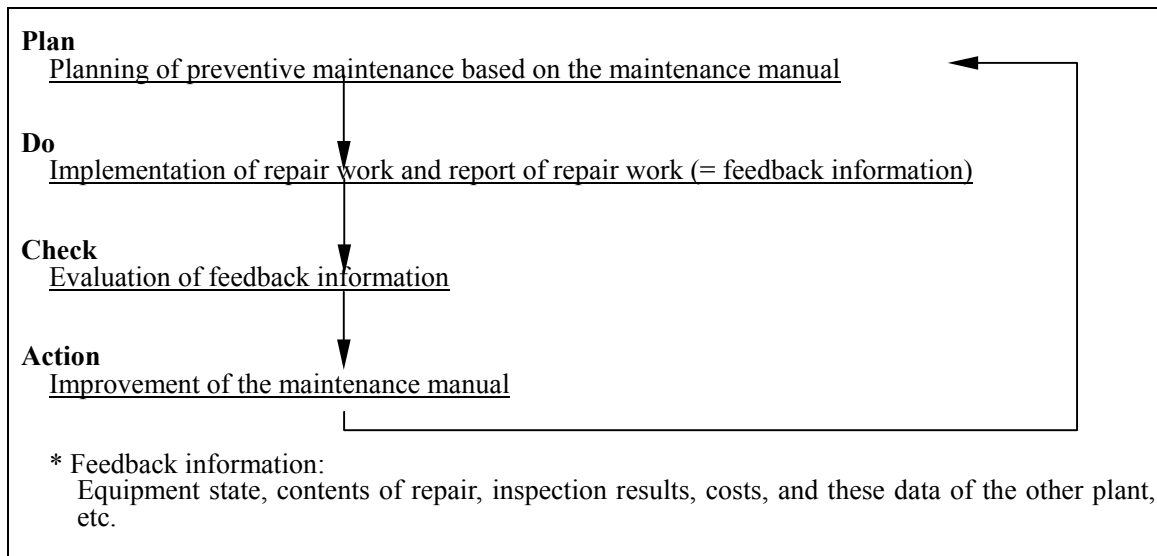 Plan
Planning of preventive maintenance based on the maintenance manual
Do
Implementation of repair work and report of repair work (= feedback information)
Check
Evaluation of feedback information
Action
Improvement of the maintenance manual
* Feedback information:
Equipment state, contents of repair, inspection results, costs, and these data of the other plant,
etc.